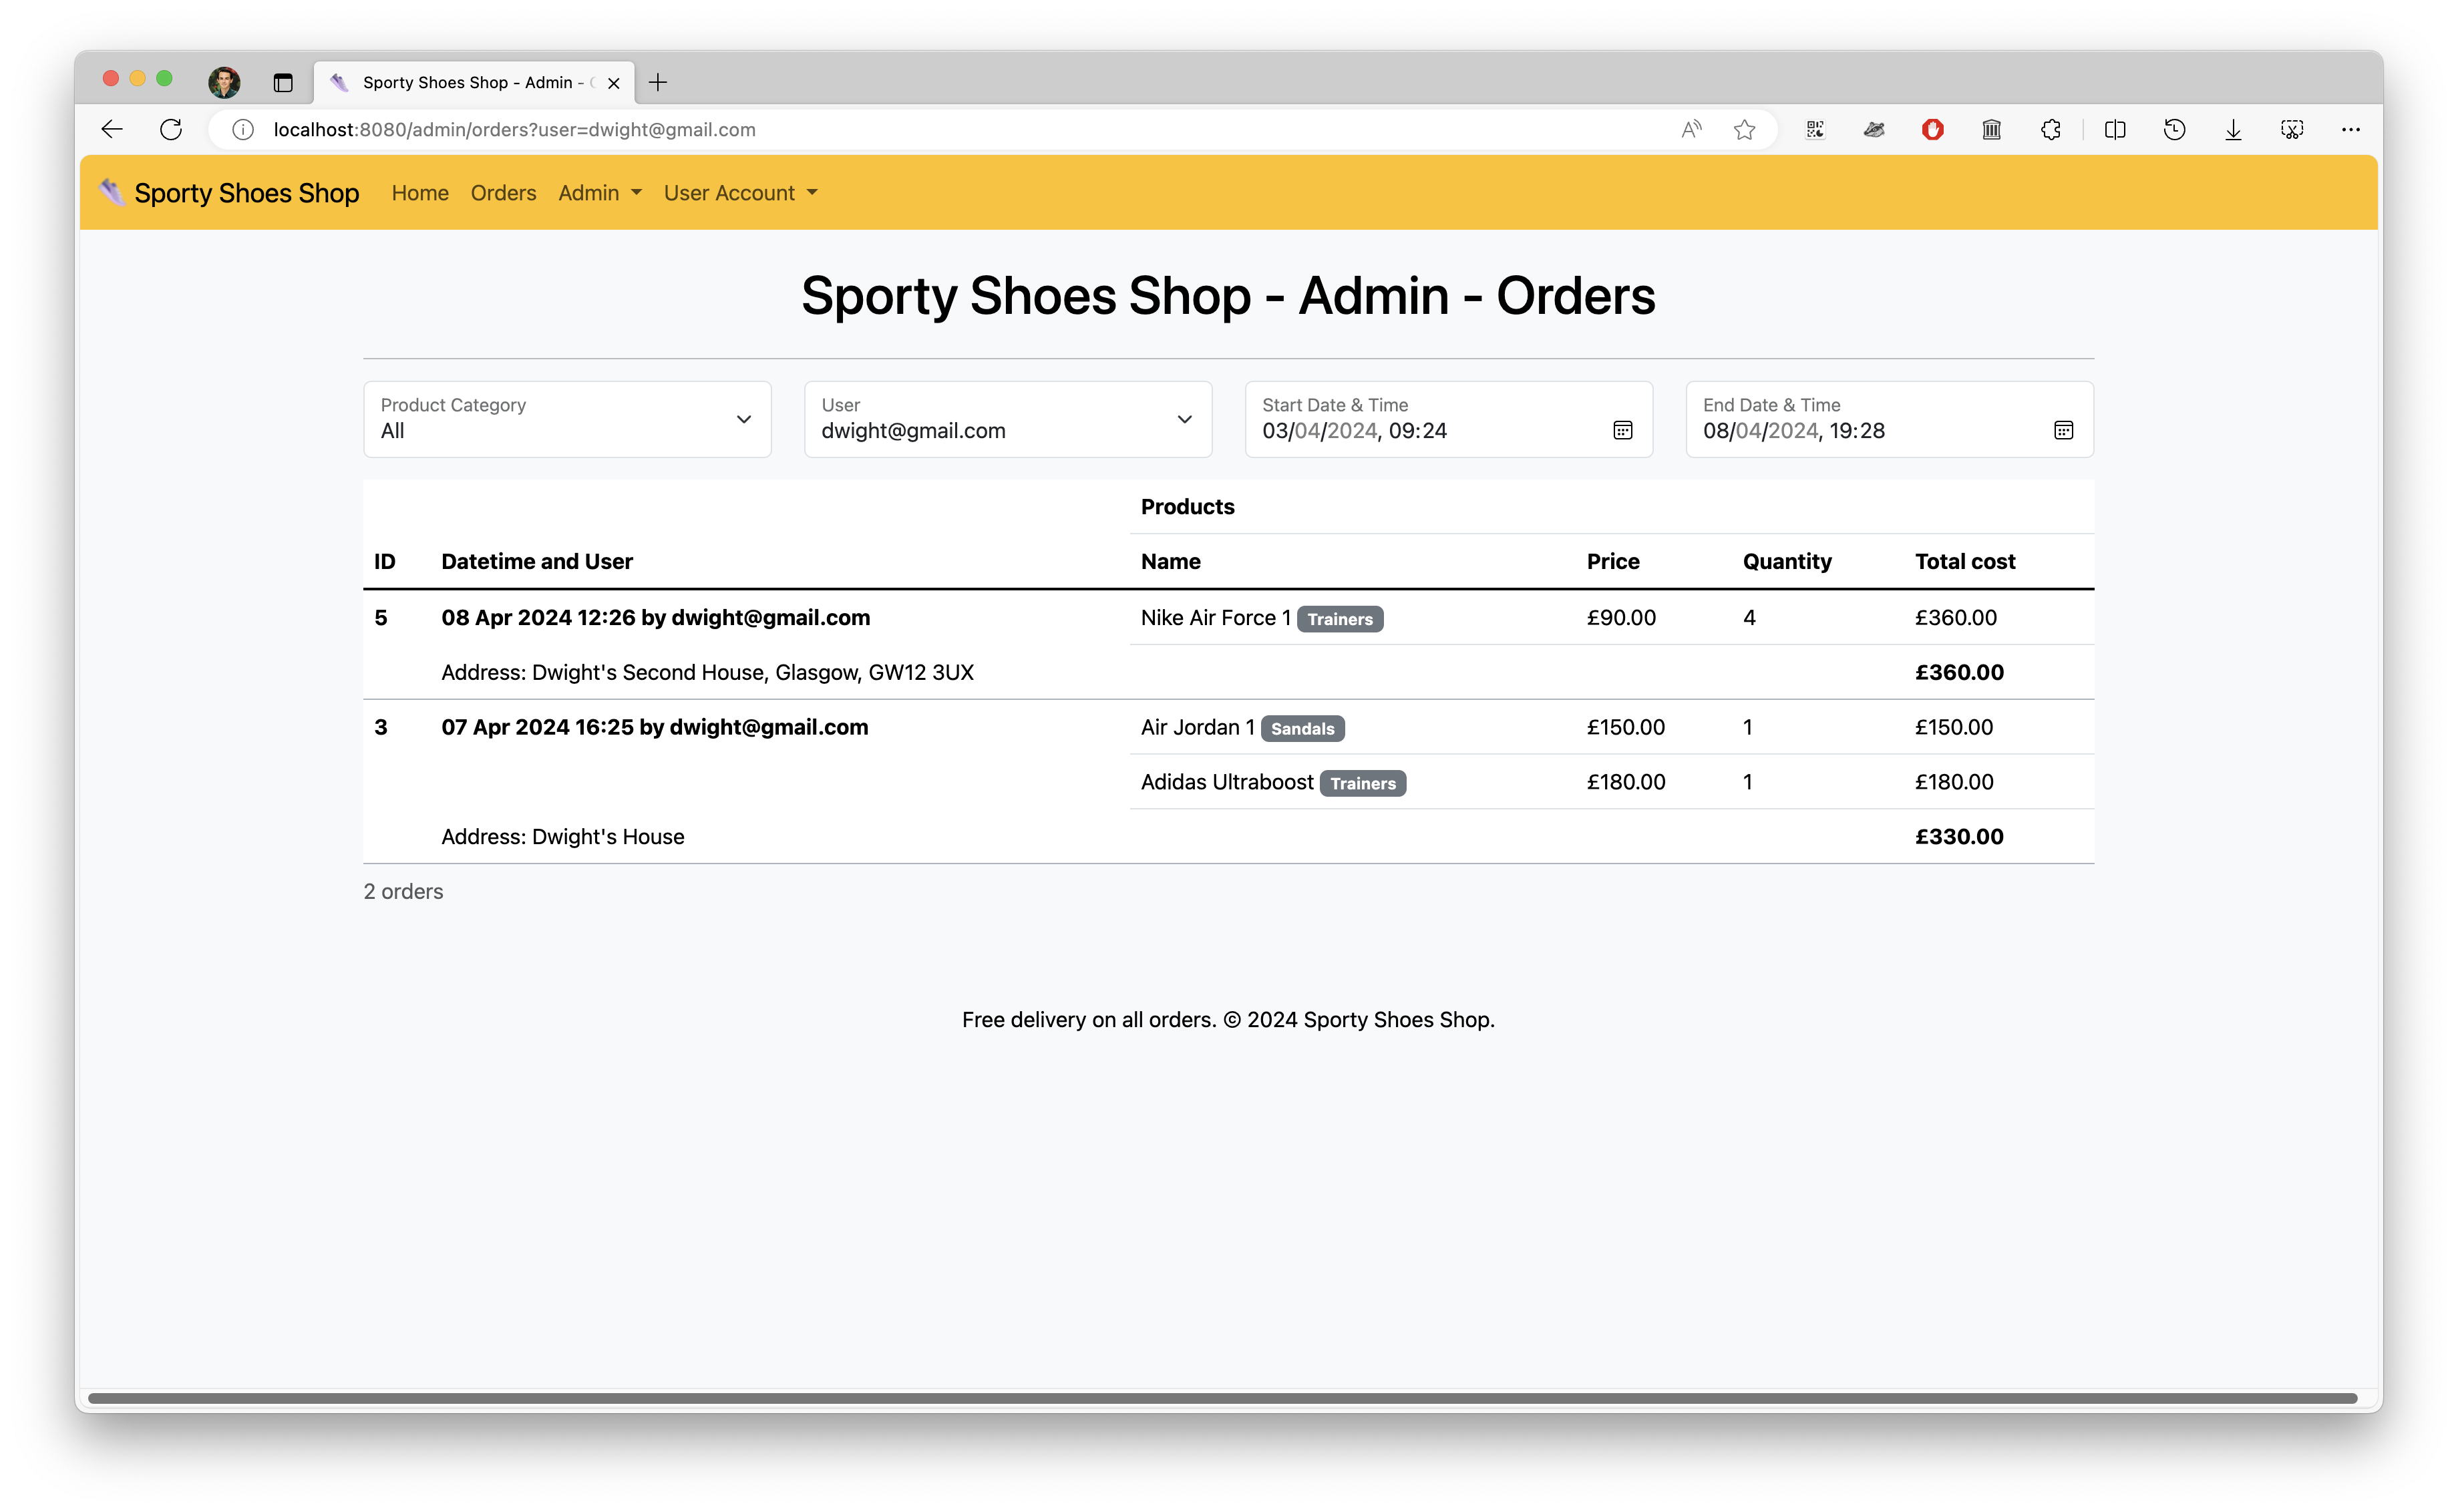 Sporty Shoes Shop - Admin -
localhost:8080/admin/orders?user=dwight@gmail.com
Sporty Shoes Shop Home Orders Admin User Account
Sporty Shoes Shop - Admin - Orders
Product Category User Start Date & Time End Date & Time
All dwight@gmail.com 03/04/2024, 09:24 08/04/2024, 19:28
Products
ID Datetime and User Name Price Quantity Total cost
5 08 Apr 2024 12:26 by dwight@gmail.com Nike Air Force 1 Trainers £90.00 4 £360.00
Address: Dwight's Second House, Glasgow, GW12 3UX £360.00
3 07 Apr 2024 16:25 by dwight@gmail.com Air Jordan 1 Sandals £150.00 1 £150.00
Adidas Ultraboost Trainers £180.00 1 £180.00
Address: Dwight's House £330.00
2 orders
Free delivery on all orders. © 2024 Sporty Shoes Shop.